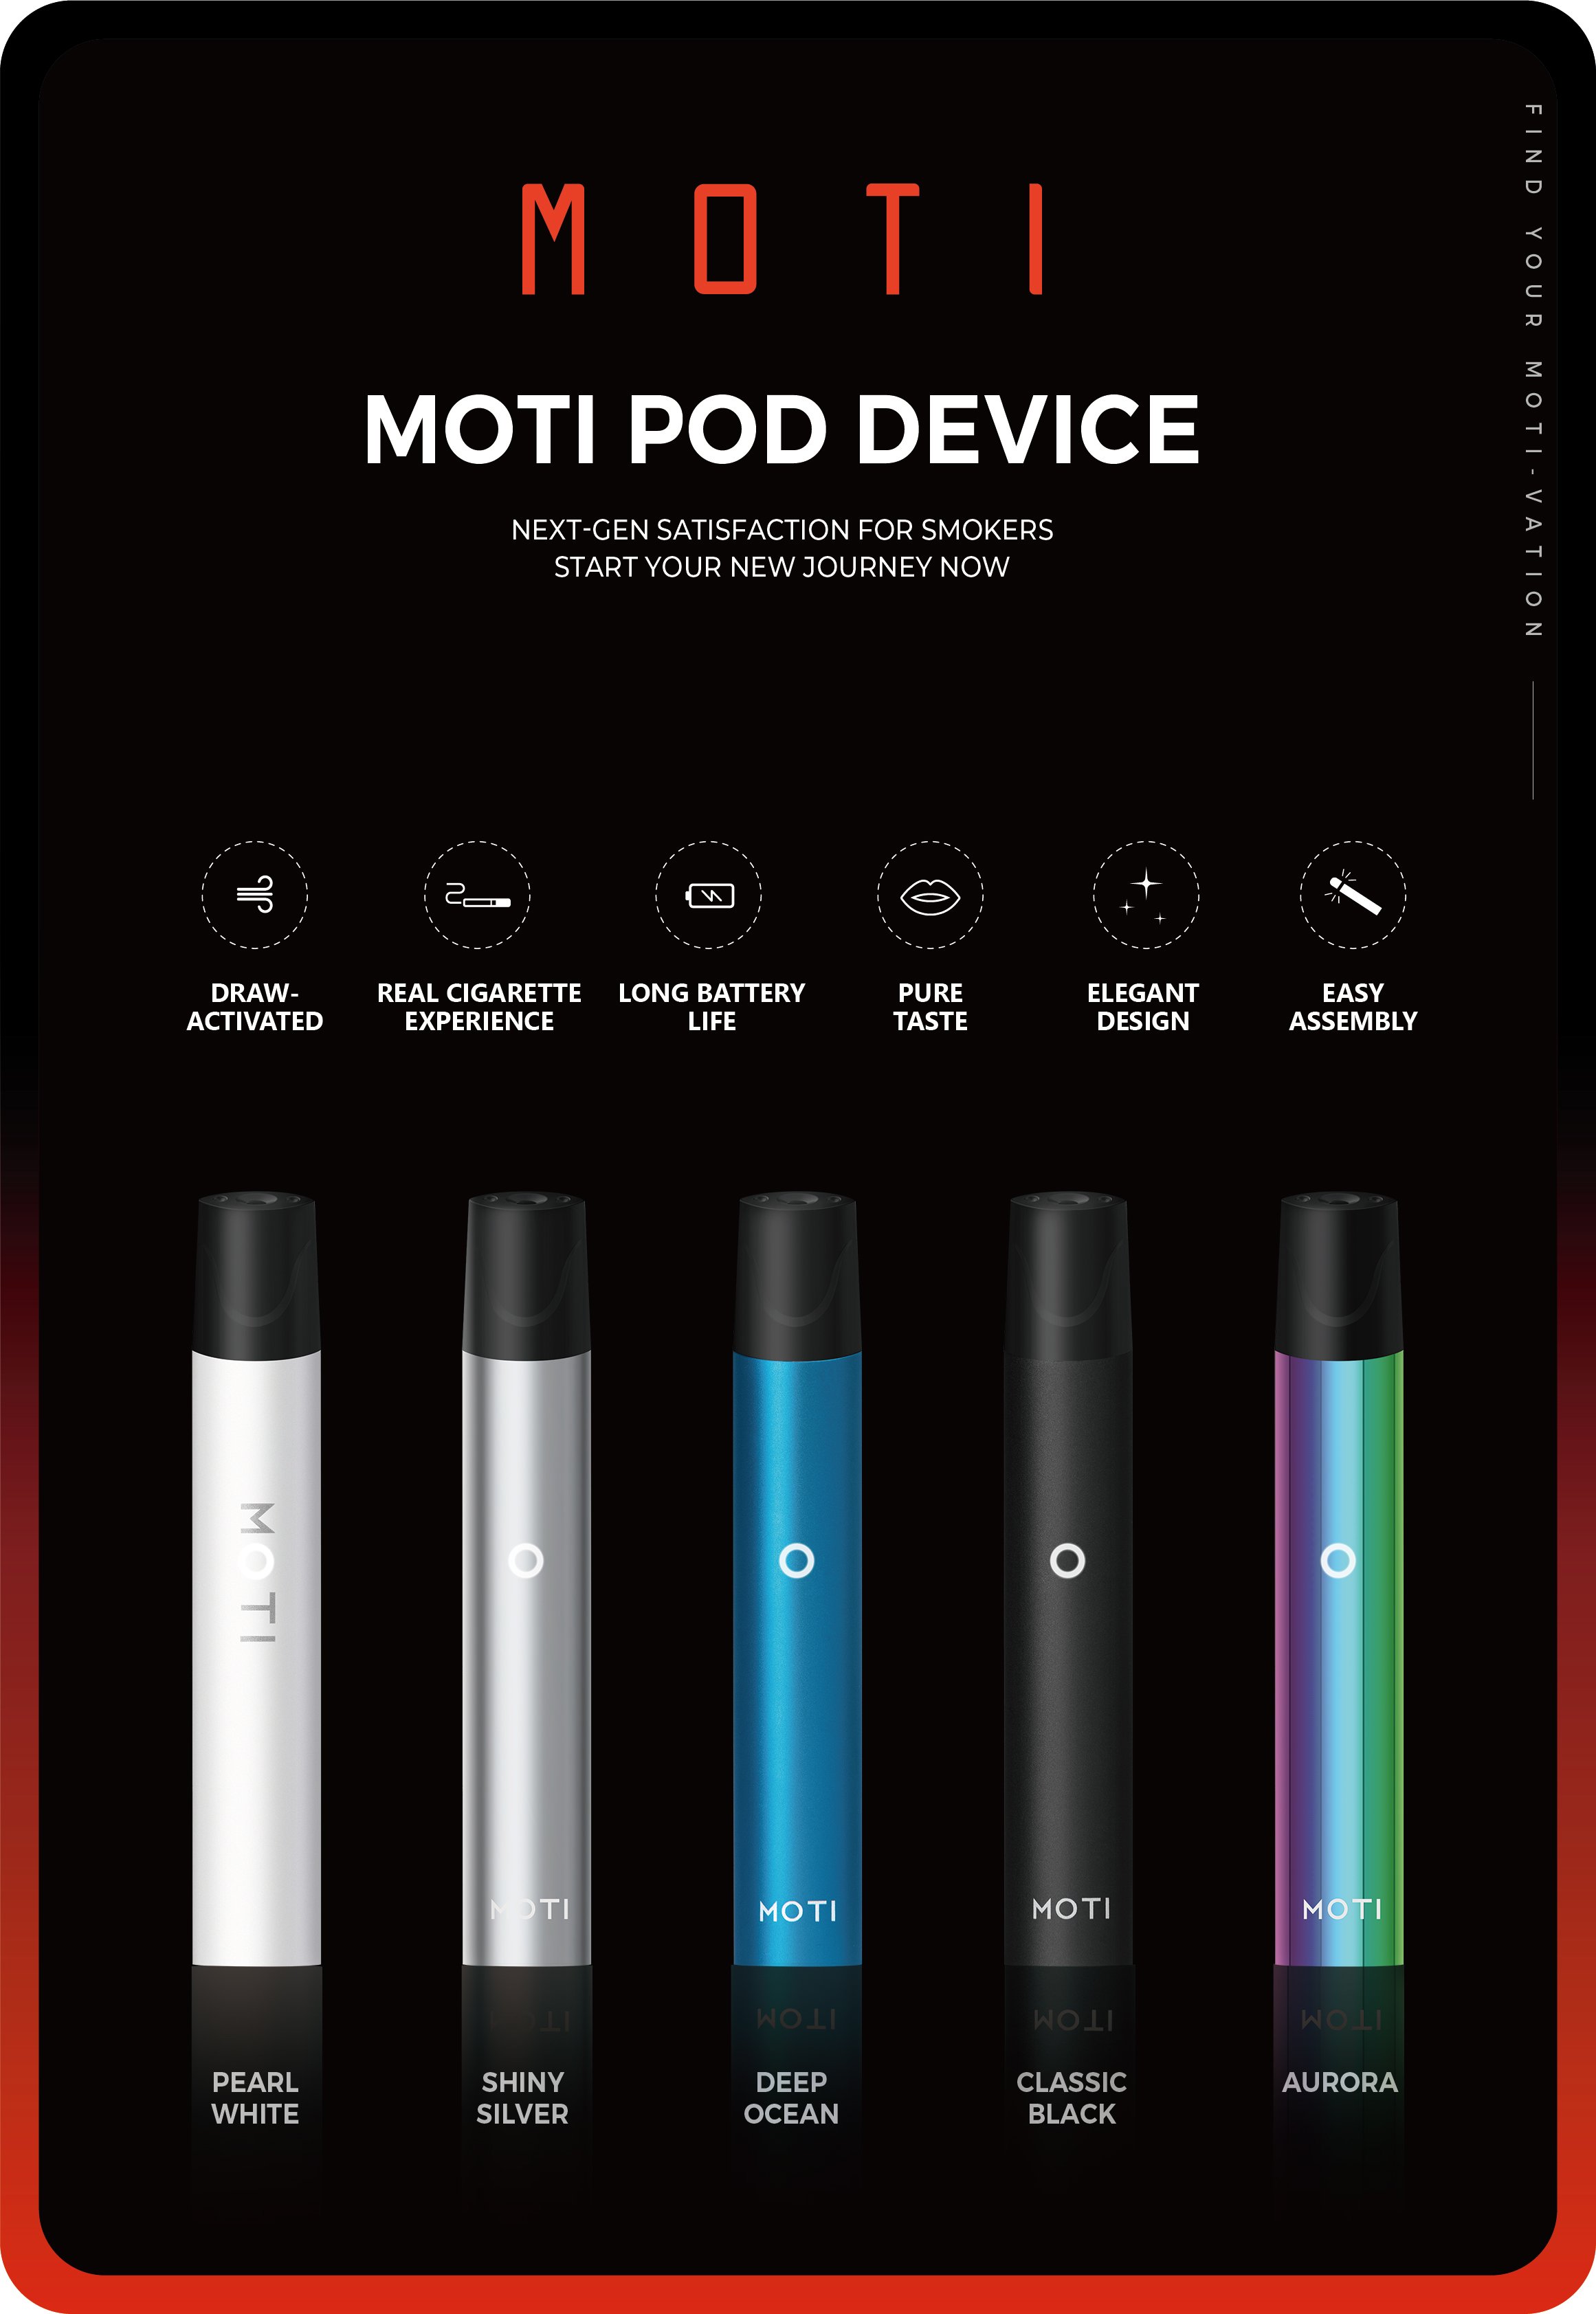 MOTI
FIND YOUR MOTI-VATION
MOTI POD DEVICE
NEXT-GEN SATISFACTION FOR SMOKERS
START YOUR NEW JOURNEY NOW
DRAW-
ACTIVATED
REAL CIGARETTE
EXPERIENCE
LONG BATTERY
LIFE
PURE
TASTE
ELEGANT
DESIGN
EASY
ASSEMBLY
MOTI
MOTI
MOTI
MOTI
MOTI
PEARL
WHITE
SHINY
SILVER
DEEP
OCEAN
CLASSIC
BLACK
AURORA